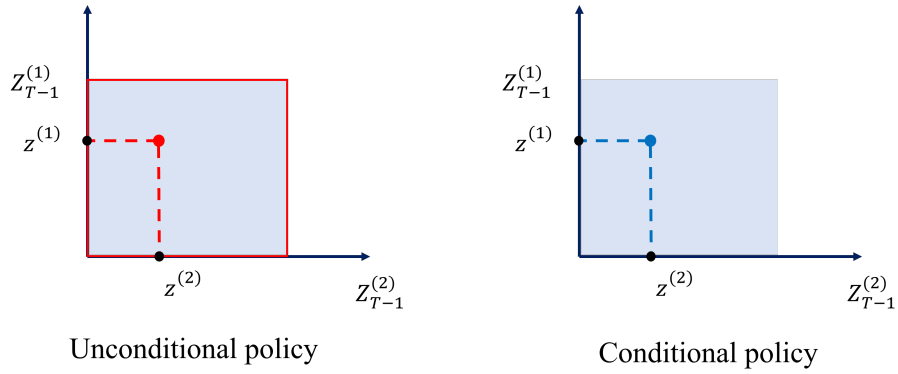 Z_{T-1}^{(1)}
z^{(1)}
z^{(2)}
Z_{T-1}^{(2)}
Unconditional policy
Z_{T-1}^{(1)}
z^{(1)}
z^{(2)}
Z_{T-1}^{(2)}
Conditional policy